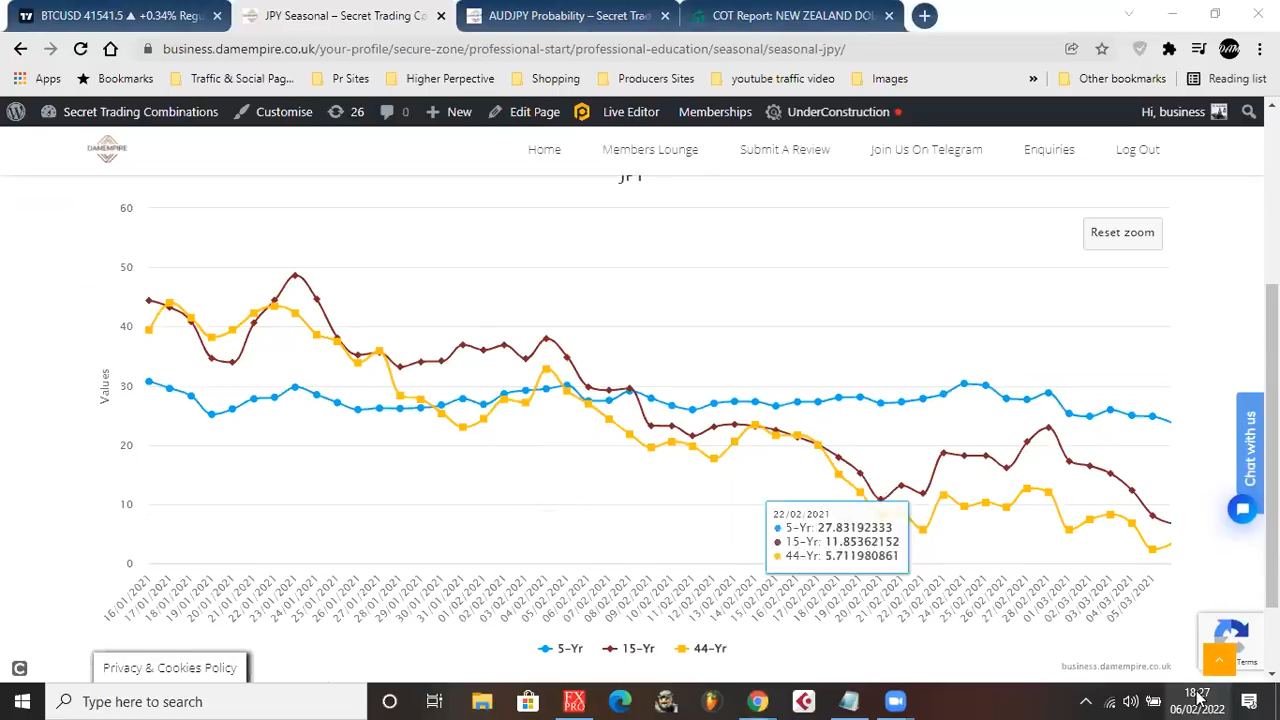 BTCUSD 41541.5 ▲ +0.34% Reg
JPY Seasonal – Secret Trading Co
AUDJPY Probability – Secret Trad
COT Report: NEW ZEALAND DOL
business.damempire.co.uk/your-profile/secure-zone/professional-start/professional-education/seasonal/seasonal-jpy/
Apps
Bookmarks
Traffic & Social Pag...
Pr Sites
Higher Perpective
Shopping
Producers Sites
youtube traffic video
Images
»
Other bookmarks
Reading list
Secret Trading Combinations
Customise
26
0
New
Edit Page
Live Editor
Memberships
UnderConstruction
Hi, business
DAMEMPIRE
Home
Members Lounge
Submit A Review
Join Us On Telegram
Enquiries
Log Out
JPY
Reset zoom
60
50
40
30
20
10
0
Values
22/02/2021
5-Yr: 27.83192333
15-Yr: 11.85362152
44-Yr: 5.711980861
16/01/2021
17/01/2021
18/01/2021
19/01/2021
20/01/2021
21/01/2021
22/01/2021
23/01/2021
24/01/2021
25/01/2021
26/01/2021
27/01/2021
28/01/2021
29/01/2021
30/01/2021
31/01/2021
01/02/2021
02/02/2021
03/02/2021
04/02/2021
05/02/2021
06/02/2021
07/02/2021
08/02/2021
09/02/2021
10/02/2021
11/02/2021
12/02/2021
13/02/2021
14/02/2021
15/02/2021
16/02/2021
17/02/2021
18/02/2021
19/02/2021
20/02/2021
21/02/2021
22/02/2021
23/02/2021
24/02/2021
25/02/2021
26/02/2021
27/02/2021
28/02/2021
01/03/2021
02/03/2021
03/03/2021
04/03/2021
05/03/2021
5-Yr
15-Yr
44-Yr
business.damempire.co.uk
Chat with us
Terms
Privacy & Cookies Policy
Type here to search
FX
PRO
18:27
06/02/2022